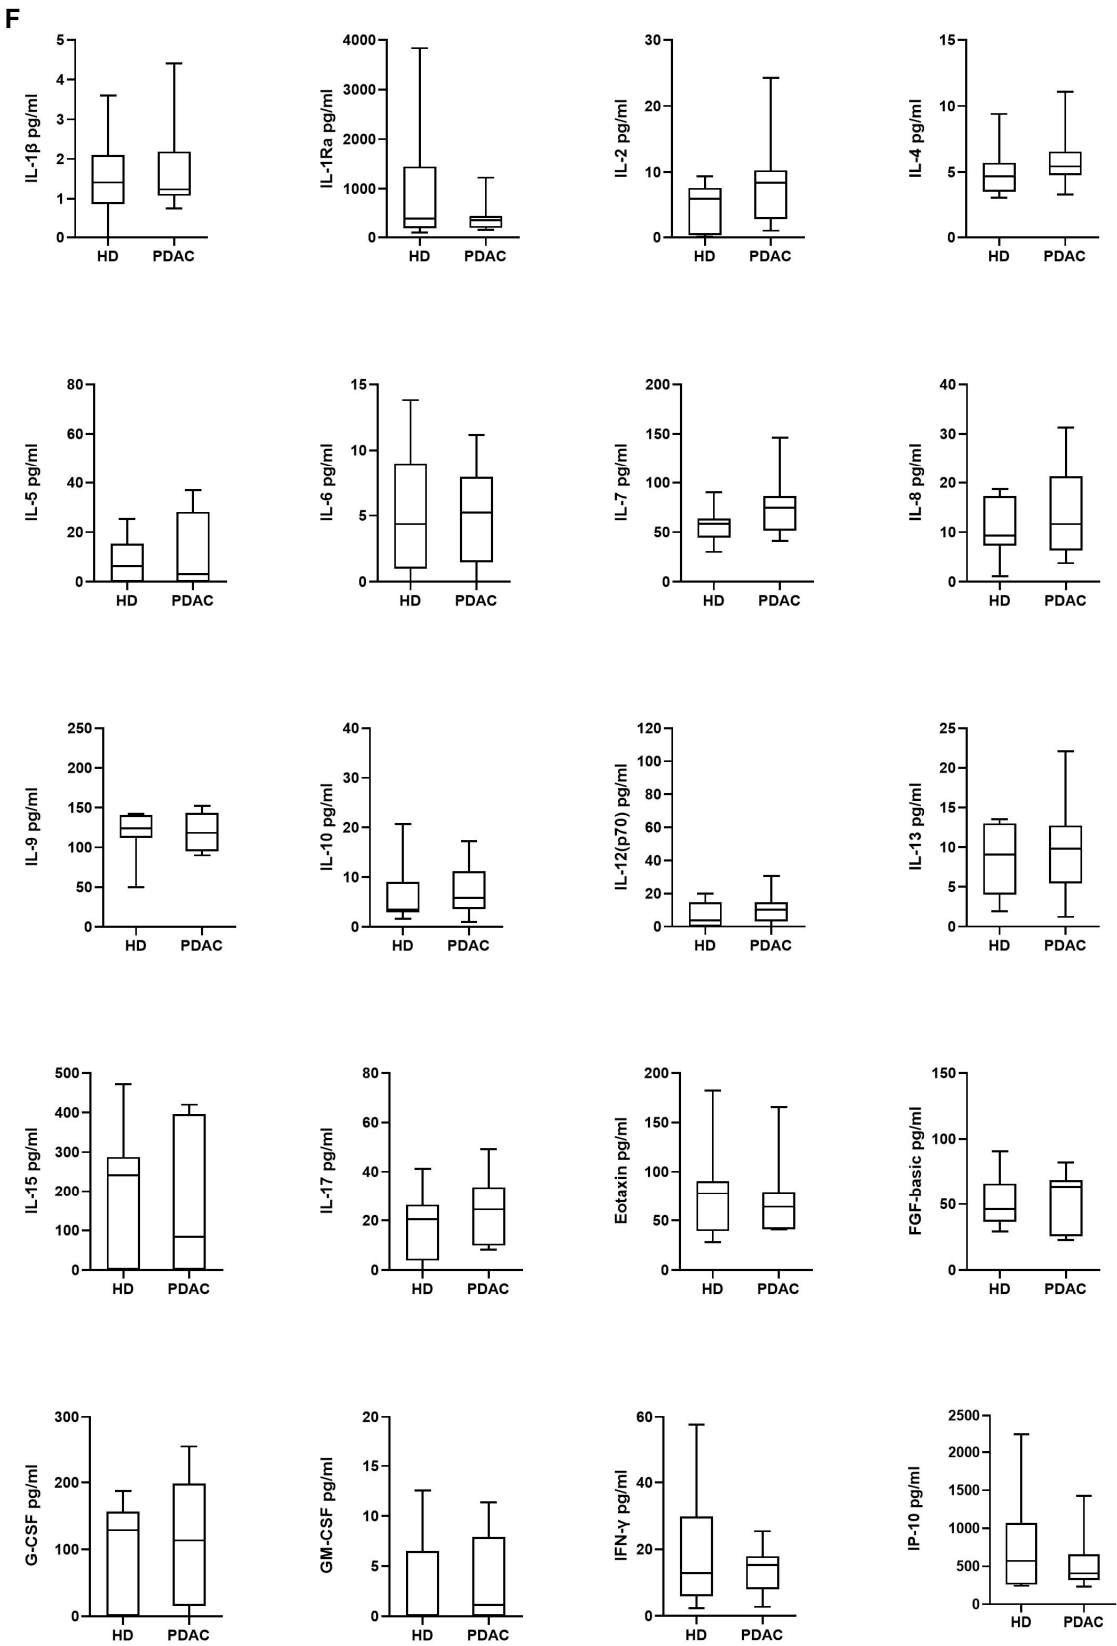 F
IL-1β pg/ml
5
4
3
2
1
0
HD PDAC
IL-1Ra pg/ml
4000
3000
2000
1000
0
HD PDAC
IL-2 pg/ml
30
20
10
0
HD PDAC
IL-4 pg/ml
15
10
5
0
HD PDAC
IL-5 pg/ml
80
60
40
20
0
HD PDAC
IL-6 pg/ml
15
10
5
0
HD PDAC
IL-7 pg/ml
200
150
100
50
0
HD PDAC
IL-8 pg/ml
40
30
20
10
0
HD PDAC
IL-9 pg/ml
250
200
150
100
50
0
HD PDAC
IL-10 pg/ml
40
30
20
10
0
HD PDAC
IL-12(p70) pg/ml
120
100
80
60
40
20
0
HD PDAC
IL-13 pg/ml
25
20
15
10
5
0
HD PDAC
IL-15 pg/ml
500
400
300
200
100
0
HD PDAC
IL-17 pg/ml
80
60
40
20
0
HD PDAC
Eotaxin pg/ml
200
150
100
50
0
HD PDAC
FGF-basic pg/ml
150
100
50
0
HD PDAC
G-CSF pg/ml
300
200
100
0
HD PDAC
GM-CSF pg/ml
20
15
10
5
0
HD PDAC
IFN-γ pg/ml
60
40
20
0
HD PDAC
IP-10 pg/ml
2500
2000
1500
1000
500
0
HD PDAC